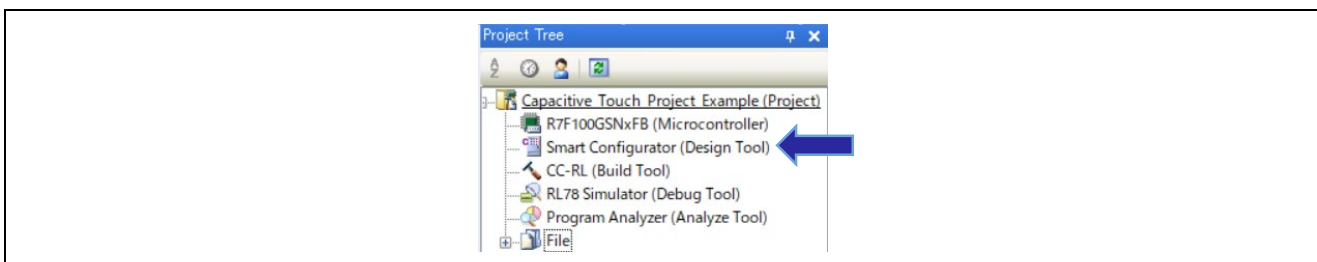 Project Tree
Capacitive Touch Project Example (Project)
R7F100GSNxFB (Microcontroller)
Smart Configurator (Design Tool)
CC-RL (Build Tool)
RL78 Simulator (Debug Tool)
Program Analyzer (Analyze Tool)
File